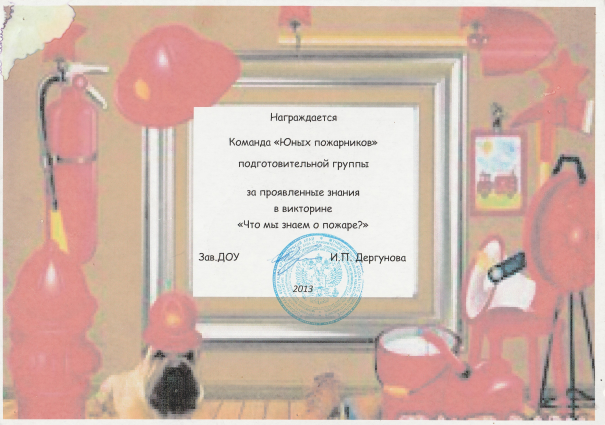 Награждается
Команда «Юных пожарников»
подготовительной группы
за проявленные знания
в викторине
«Что мы знаем о пожаре?»
Зав.ДОУ И.П. Дергунова
2013